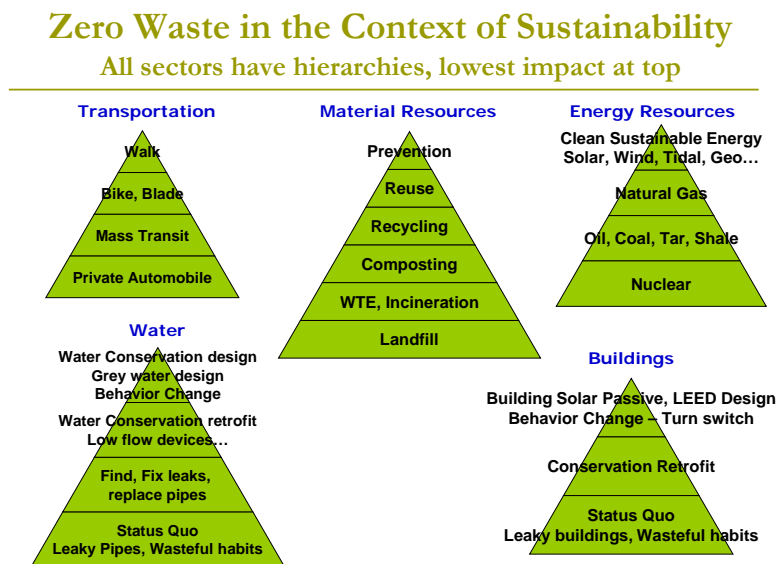 Zero Waste in the Context of Sustainability
All sectors have hierarchies, lowest impact at top
Transportation
Walk
Bike, Blade
Mass Transit
Private Automobile
Material Resources
Prevention
Reuse
Recycling
Composting
WTE, Incineration
Landfill
Energy Resources
Clean Sustainable Energy
Solar, Wind, Tidal, Geo…
Natural Gas
Oil, Coal, Tar, Shale
Nuclear
Water
Water Conservation design
Grey water design
Behavior Change
Water Conservation retrofit
Low flow devices…
Find, Fix leaks,
replace pipes
Status Quo
Leaky Pipes, Wasteful habits
Buildings
Building Solar Passive, LEED Design
Behavior Change – Turn switch
Conservation Retrofit
Status Quo
Leaky buildings, Wasteful habits